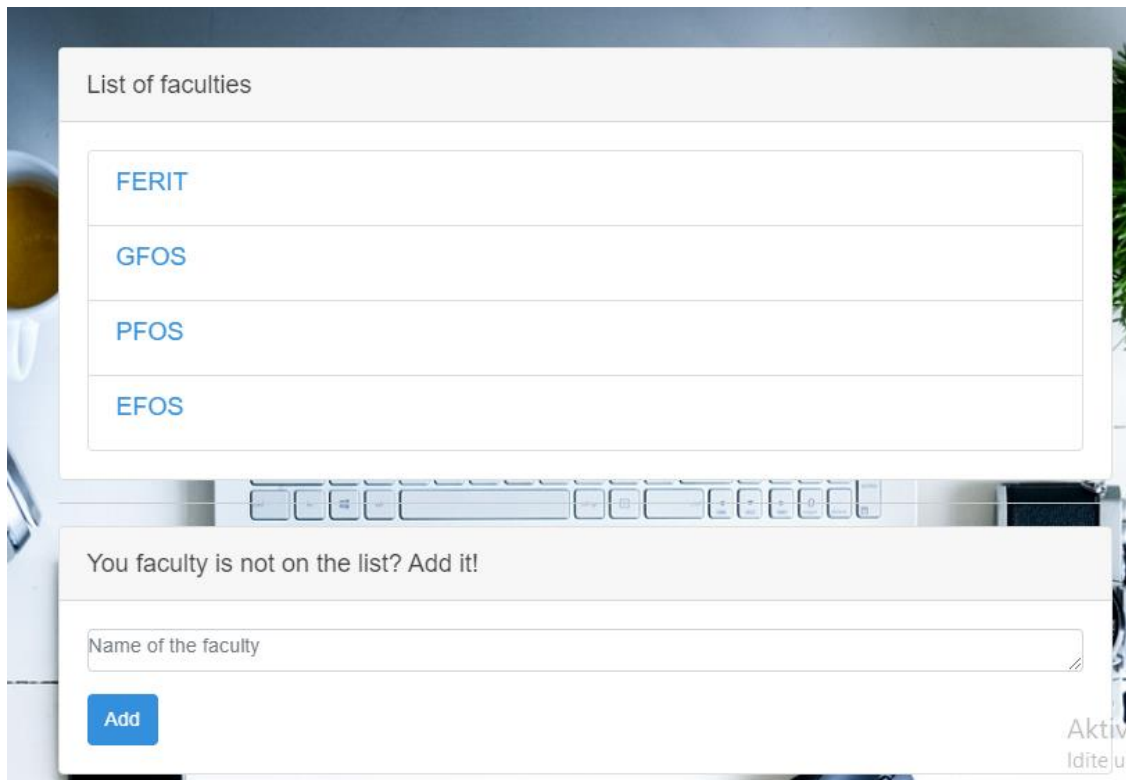 List of faculties
FERIT
GFOS
PFOS
EFOS
You faculty is not on the list? Add it!
Name of the faculty
Add
Aktiv
Idite u